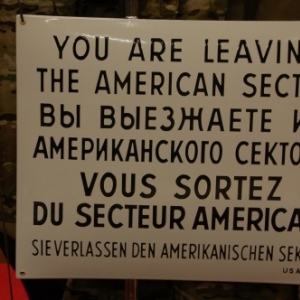 YOU ARE LEAVIN
THE AMERICAN SECT
ВЫ ВЫЕЗЖАЕТЕ И
АМЕРИКАНСКОГО СЕКТО
VOUS SORTEZ
DU SECTEUR AMERICA
SIE VERLASSEN DEN AMERIKANISCHEN SEK
USA